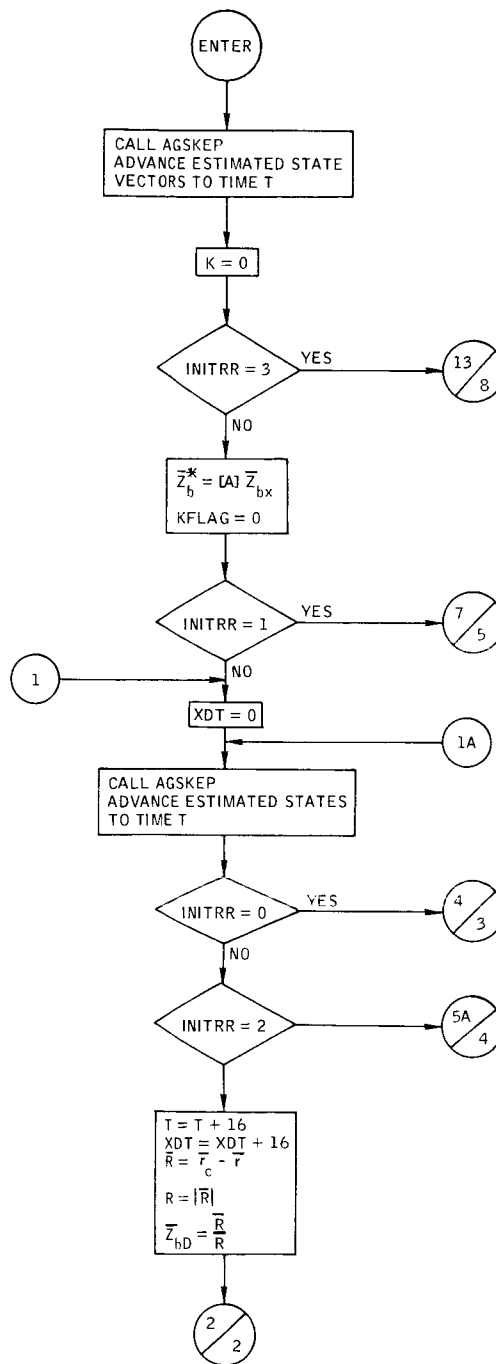 ENTER
CALL AGSKEP
ADVANCE ESTIMATED STATE
VECTORS TO TIME T
K = 0
INITRR = 3
YES
13
8
NO
Z̅b* = [A] Z̅bx
KFLAG = 0
INITRR = 1
YES
7
5
NO
1
XDT = 0
1A
CALL AGSKEP
ADVANCE ESTIMATED STATES
TO TIME T
INITRR = 0
YES
4
3
NO
INITRR = 2
5A
4
T = T + 16
XDT = XDT + 16
R̅ = r̅c - r̅
R = |R̅|
Z̅bD = R̅/R
2
2